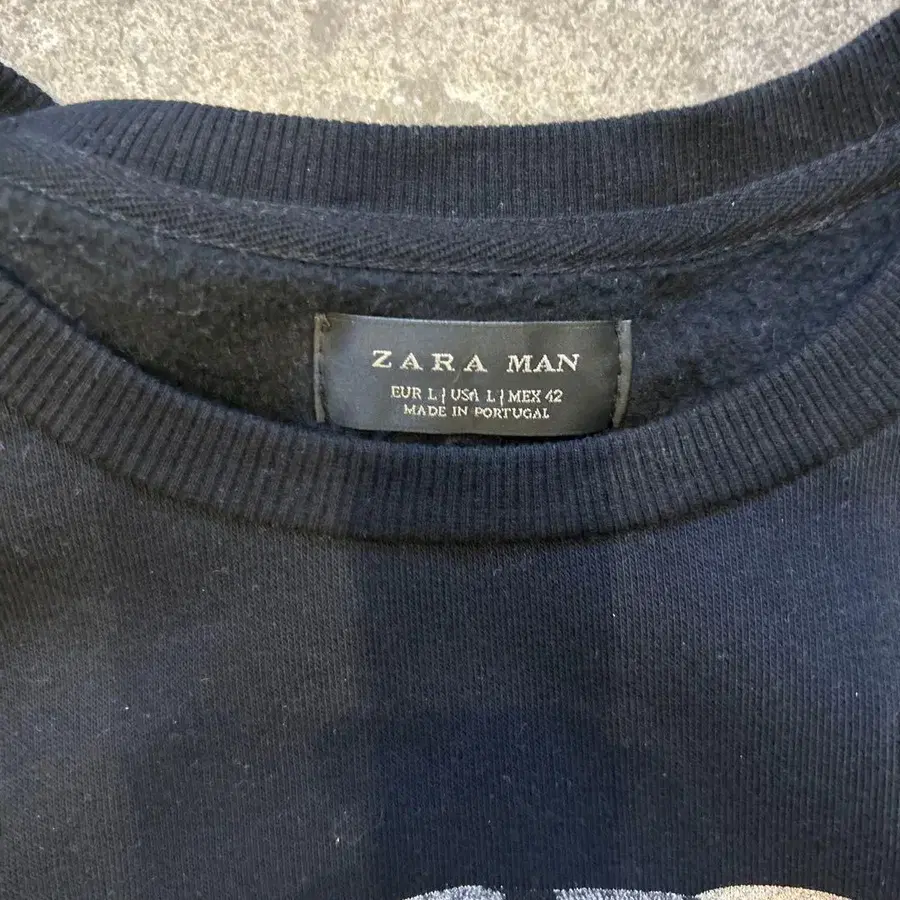 ZARA MAN
EUR L | USA L | MEX 42
MADE IN PORTUGAL